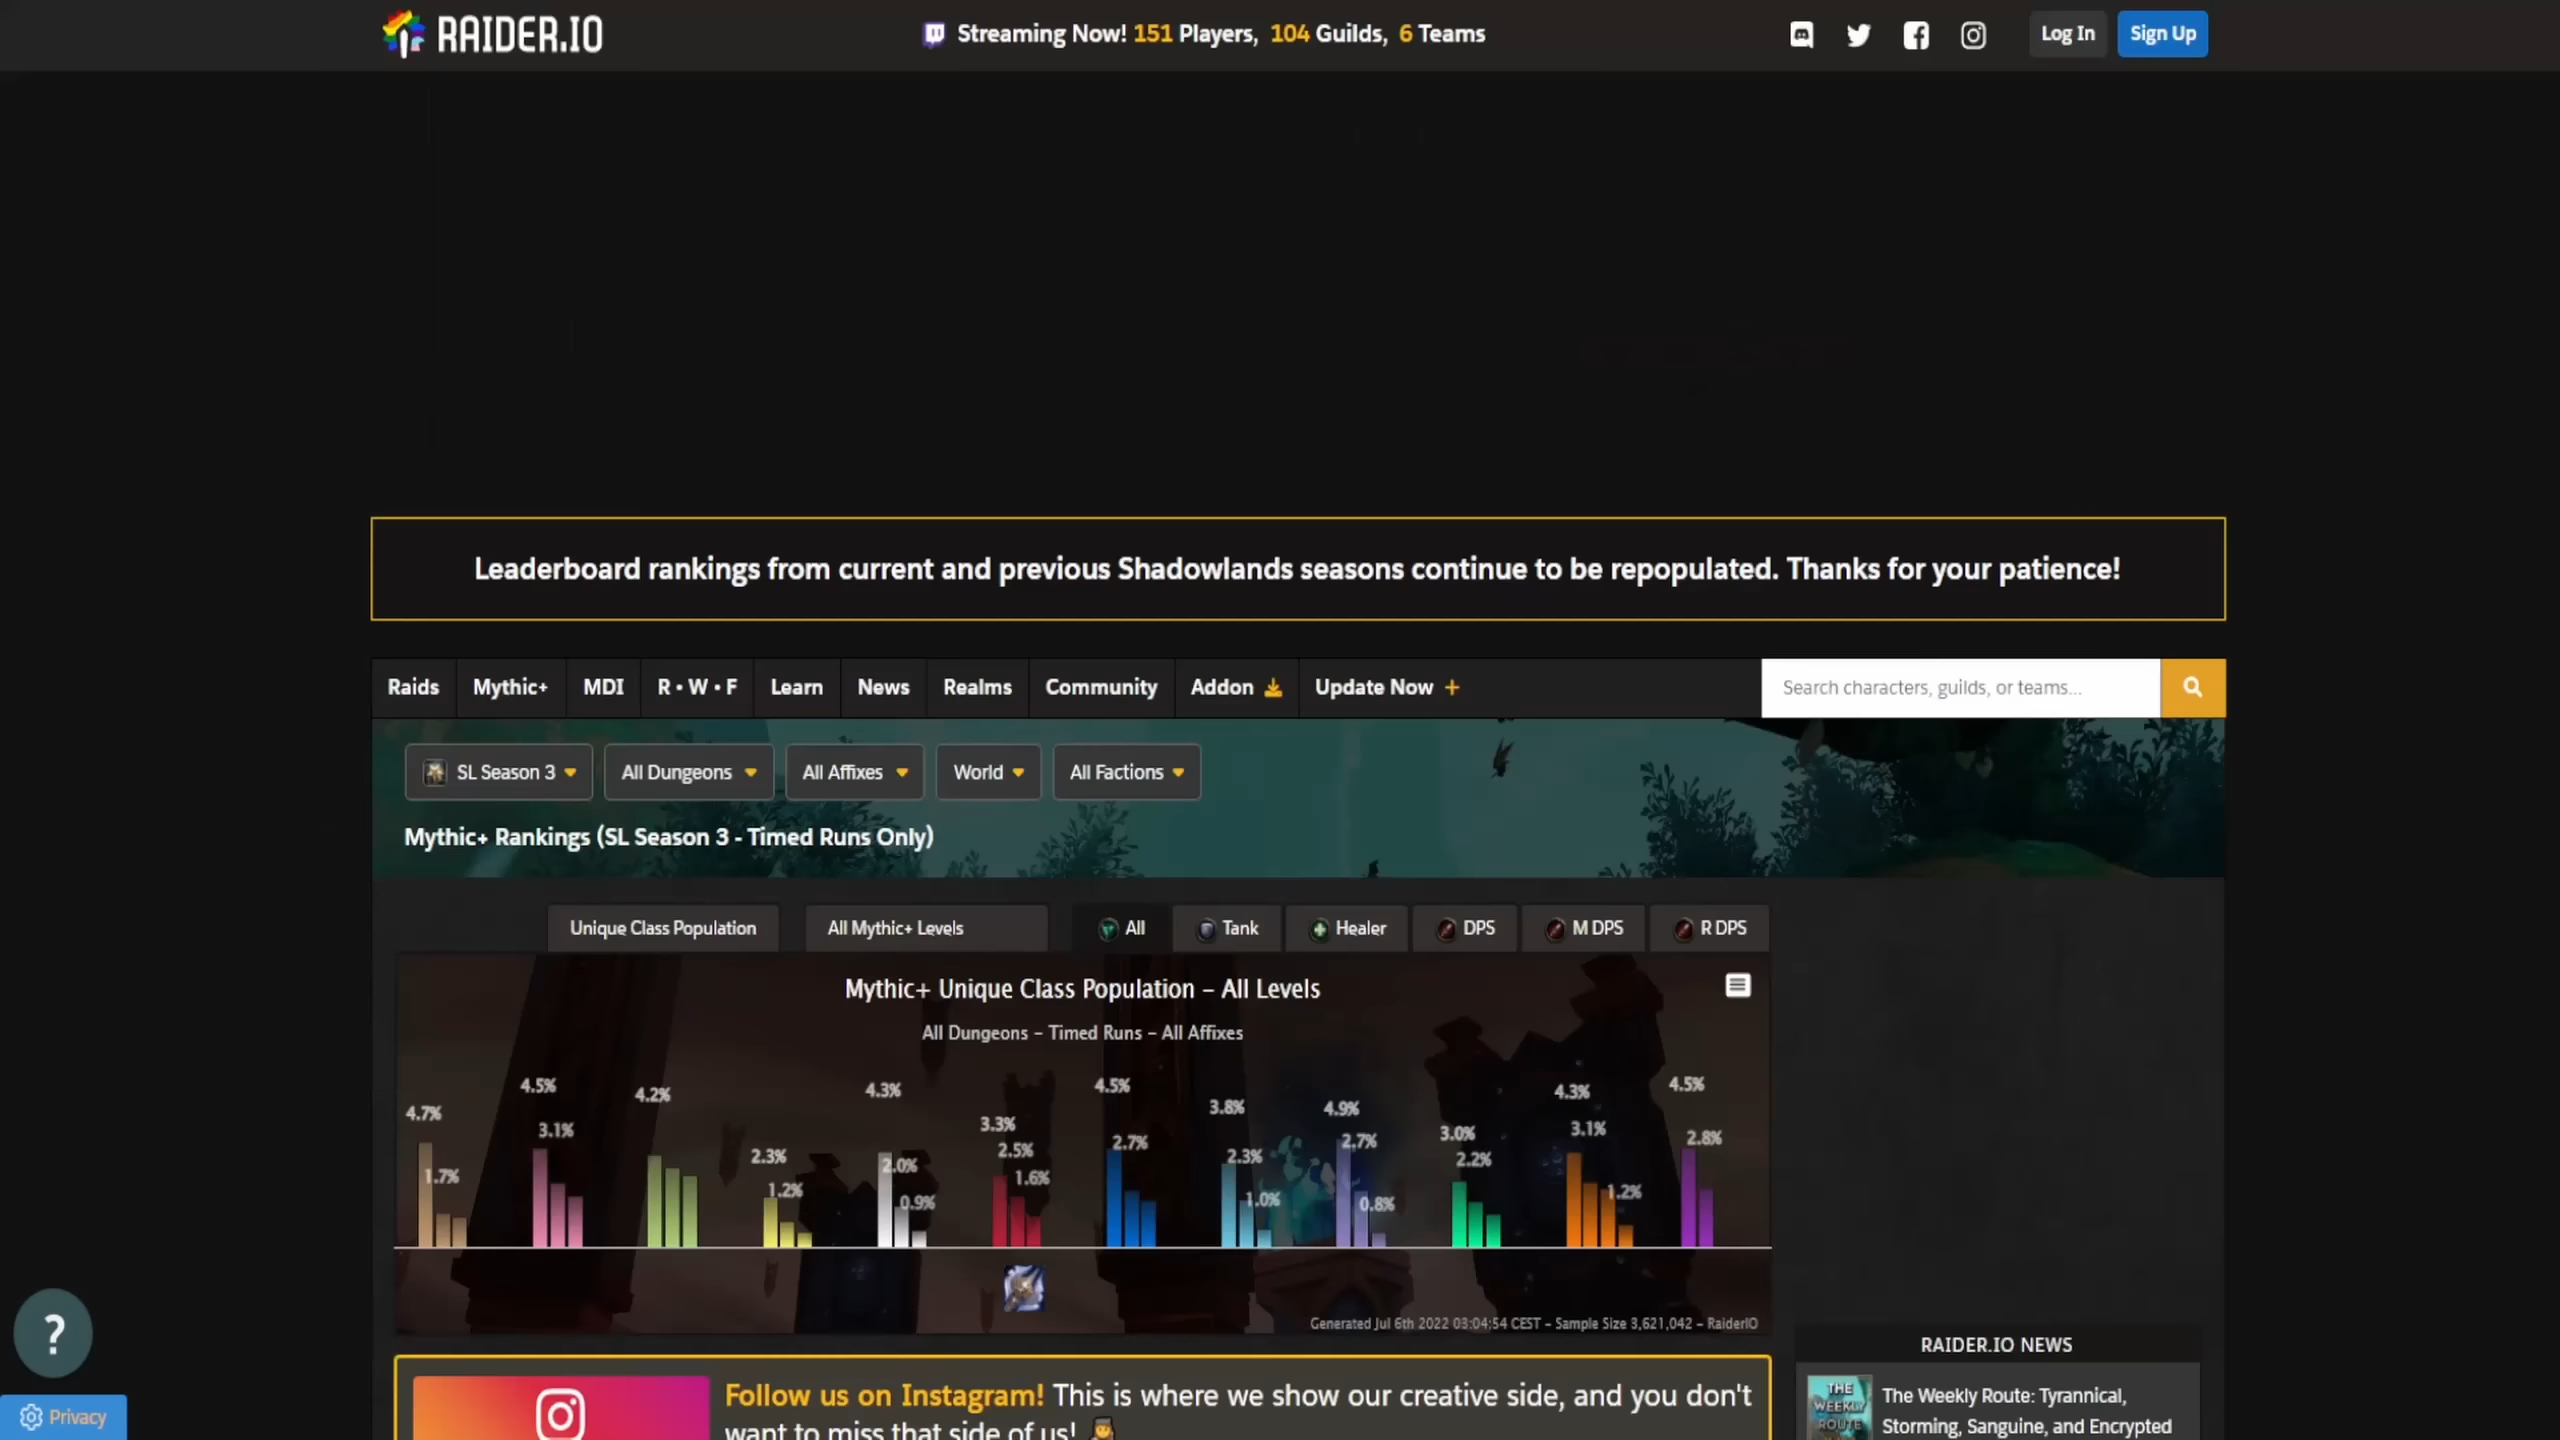 RAIDER.IO
Streaming Now! 151 Players, 104 Guilds, 6 Teams
Log In
Sign Up
Leaderboard rankings from current and previous Shadowlands seasons continue to be repopulated. Thanks for your patience!
Raids Mythic+ MDI R • W • F Learn News Realms Community Addon Update Now +
Search characters, guilds, or teams...
SL Season 3 All Dungeons All Affixes World All Factions
Mythic+ Rankings (SL Season 3 - Timed Runs Only)
Unique Class Population All Mythic+ Levels All Tank Healer DPS M DPS R DPS
Mythic+ Unique Class Population – All Levels
All Dungeons – Timed Runs – All Affixes
4.7% 1.7%
4.5% 3.1%
4.2%
2.3% 1.2%
4.3% 2.0% 0.9%
3.3% 2.5% 1.6%
4.5% 2.7%
3.8% 2.3% 1.0%
4.9% 2.7% 0.8%
3.0% 2.2%
4.3% 3.1% 1.2%
4.5% 2.8%
Generated Jul 6th 2022 03:04:54 CEST – Sample Size 3,621,042 – RaiderIO
?
Privacy
Follow us on Instagram! This is where we show our creative side, and you don't
want to miss that side of us!
RAIDER.IO NEWS
THE
WEEKLY
ROUTE
The Weekly Route: Tyrannical,
Storming, Sanguine, and Encrypted